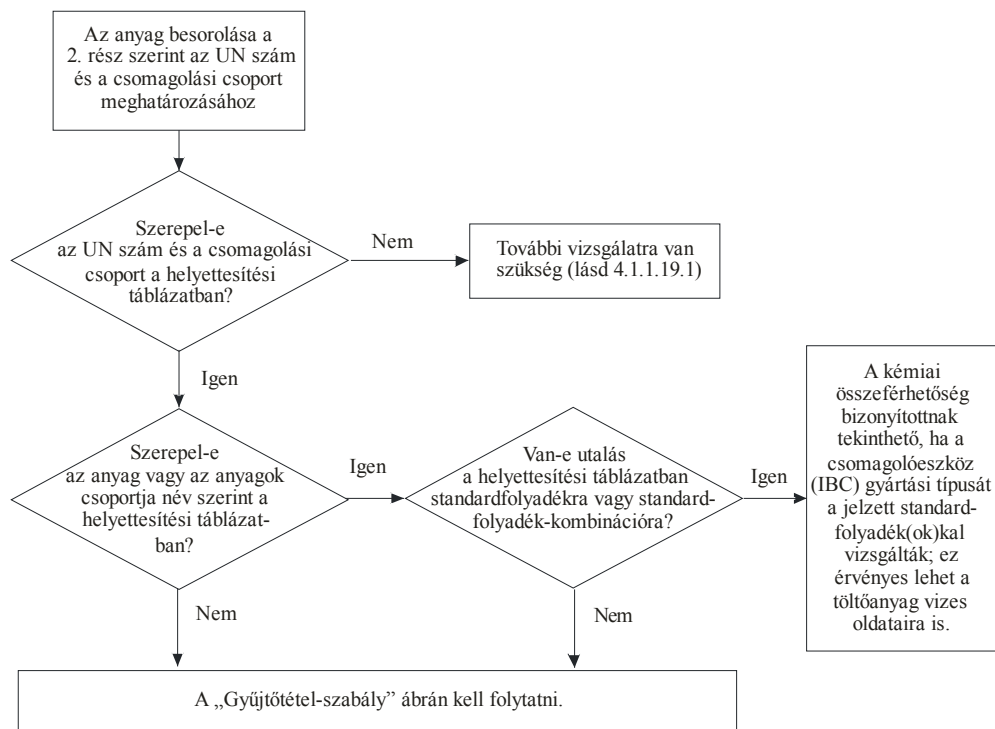 Az anyag besorolása a
2. rész szerint az UN szám
és a csomagolási csoport
meghatározásához
Szerepel-e
az UN szám és a csomagolási
csoport a helyettesítési
táblázatban?
Nem
További vizsgálatra van
szükség (lásd 4.1.1.19.1)
Igen
Szerepel-e
az anyag vagy az anyagok
csoportja név szerint a
helyettesítési táblázat-
ban?
Igen
Van-e utalás
a helyettesítési táblázatban
standardfolyadékra vagy standard-
folyadék-kombinációra?
Igen
A kémiai
összeférhetőség
bizonyítottnak
tekinthető, ha a
csomagolóeszköz
(IBC) gyártási típusát
a jelzett standard-
folyadék(ok)kal
vizsgálták; ez
érvényes lehet a
töltőanyag vizes
oldataira is.
Nem
Nem
A „Gyűjtőtétel-szabály” ábrán kell folytatni.